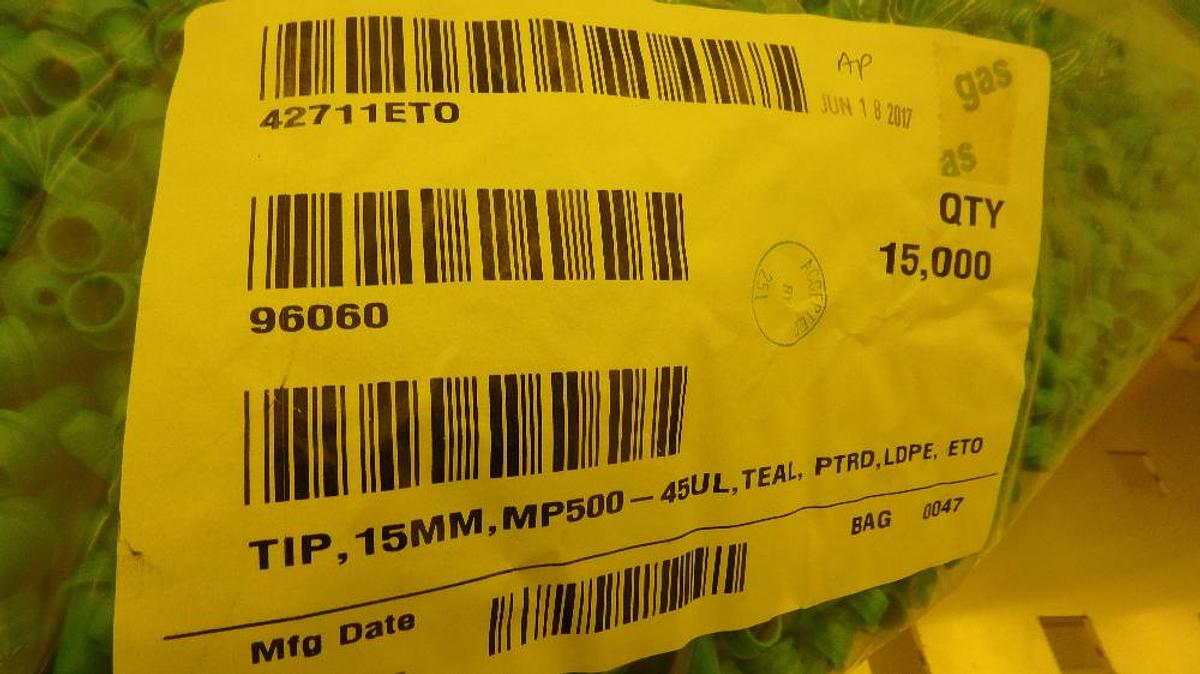 AP
JUN 18 2017
gas
as
42711ETO
QTY
15,000
96060
ACCEPTED
BY
251
TIP,15MM,MP500-45UL,TEAL, PTRD,LDPE, ETO
BAG 0047
Mfg Date